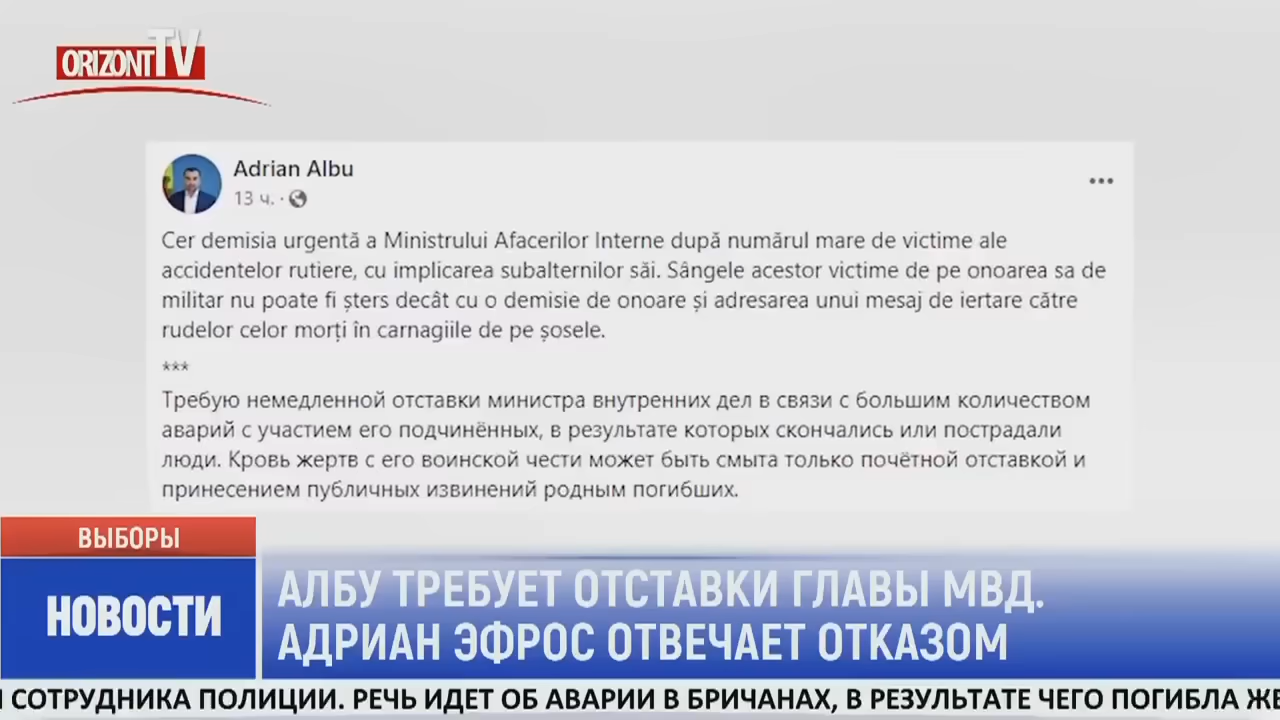 ORIZONT TV
Adrian Albu
13 ч. ·
Cer demisia urgentă a Ministrului Afacerilor Interne după numărul mare de victime ale
accidentelor rutiere, cu implicarea subalternilor săi. Sângele acestor victime de pe onoarea sa de
militar nu poate fi șters decât cu o demisie de onoare și adresarea unui mesaj de iertare către
rudelor celor morți în carnagiile de pe șosele.
***
Требую немедленной отставки министра внутренних дел в связи с большим количеством
аварий с участием его подчинённых, в результате которых скончались или пострадали
люди. Кровь жертв с его воинской чести может быть смыта только почётной отставкой и
принесением публичных извинений родным погибших.
ВЫБОРЫ
НОВОСТИ
АЛБУ ТРЕБУЕТ ОТСТАВКИ ГЛАВЫ МВД.
АДРИАН ЭФРОС ОТВЕЧАЕТ ОТКАЗОМ
СОТРУДНИКА ПОЛИЦИИ. РЕЧЬ ИДЕТ ОБ АВАРИИ В БРИЧАНАХ, В РЕЗУЛЬТАТЕ ЧЕГО ПОГИБЛА ЖЕ